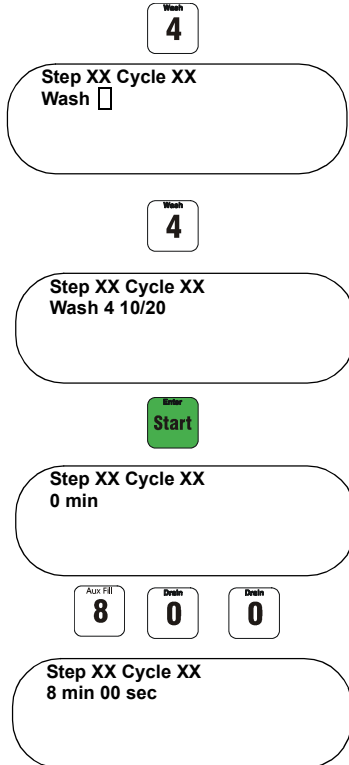 Wash
4
Step XX Cycle XX
Wash
Wash
4
Step XX Cycle XX
Wash 4 10/20
Enter
Start
Step XX Cycle XX
0 min
Aux Fill Drain Drain
8 0 0
Step XX Cycle XX
8 min 00 sec